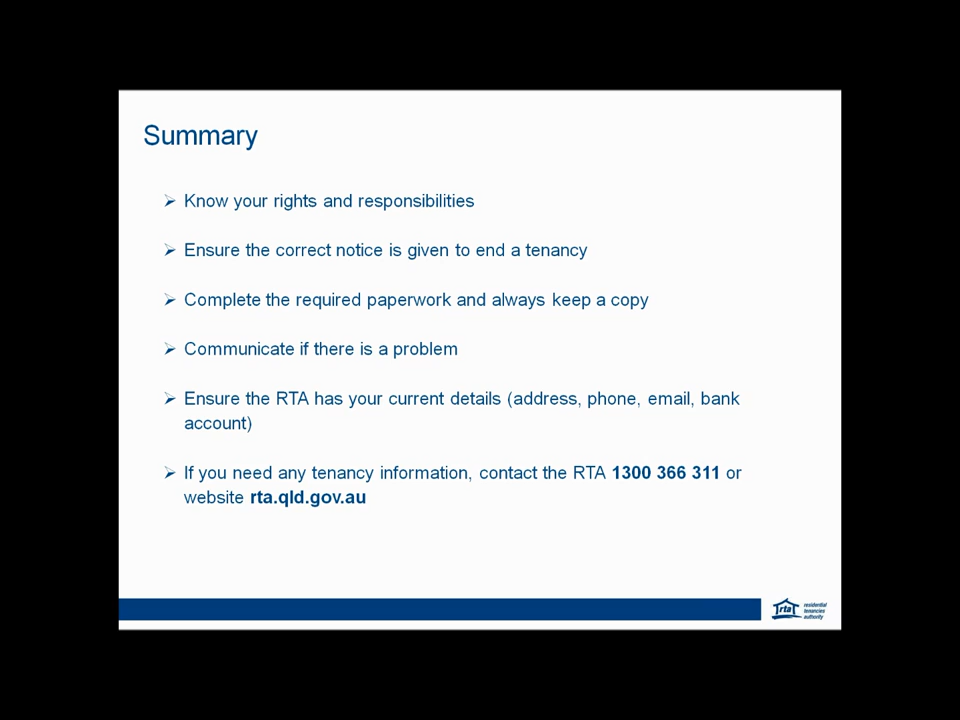 Summary
Know your rights and responsibilities
Ensure the correct notice is given to end a tenancy
Complete the required paperwork and always keep a copy
Communicate if there is a problem
Ensure the RTA has your current details (address, phone, email, bank
account)
If you need any tenancy information, contact the RTA 1300 366 311 or
website rta.qld.gov.au
rta
residential
tenancies
authority